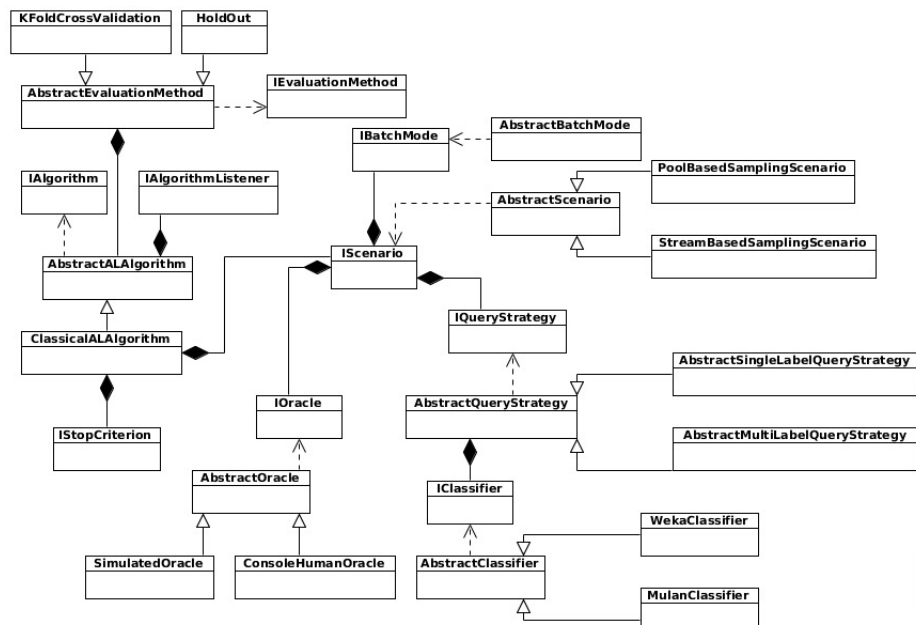 KFoldCrossValidation
HoldOut
AbstractEvaluationMethod
IEvaluationMethod
IBatchMode
AbstractBatchMode
IAlgorithm
IAlgorithmListener
AbstractScenario
PoolBasedSamplingScenario
StreamBasedSamplingScenario
AbstractALAlgorithm
IScenario
ClassicalALAlgorithm
IQueryStrategy
IStopCriterion
IOracle
AbstractQueryStrategy
AbstractSingleLabelQueryStrategy
AbstractMultiLabelQueryStrategy
AbstractOracle
IClassifier
SimulatedOracle
ConsoleHumanOracle
AbstractClassifier
WekaClassifier
MulanClassifier